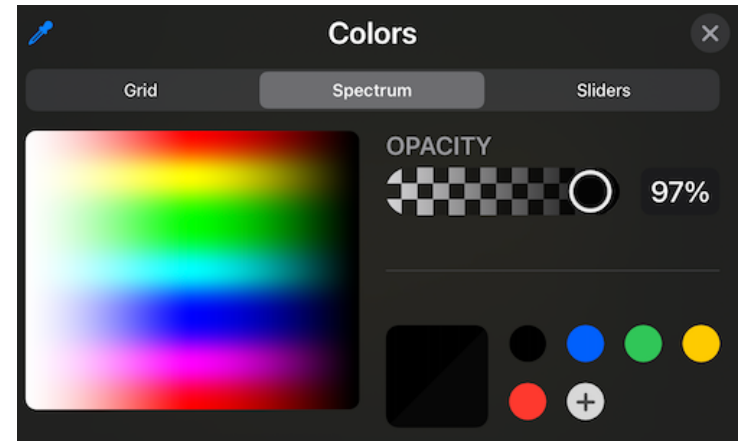 Colors
Grid
Spectrum
Sliders
OPACITY
97%